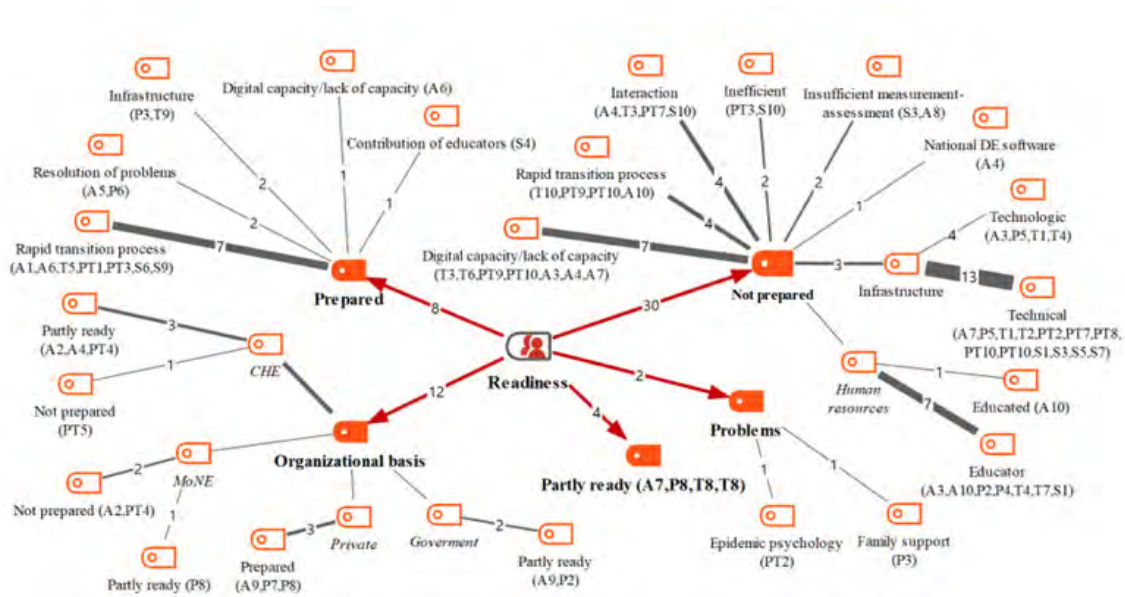 Infrastructure
(P3,T9)
Digital capacity/lack of capacity (A6)
Contribution of educators (S4)
Resolution of problems
(A5,P6)
Rapid transition process
(A1,A6,T5,PT1,PT3,S6,S9)
2
1
1
2
7
Prepared
8
Interaction
(A4,T3,PT7,S10)
Inefficient
(PT3,S10)
Insufficient measurement-
assessment (S3,A8)
National DE software
(A4)
Rapid transition process
(T10,PT9,PT10,A10)
Digital capacity/lack of capacity
(T3,T6,PT9,PT10,A3,A4,A7)
4
2
2
1
4
7
Not prepared
30
3
Infrastructure
4
Technologic
(A3,P5,T1,T4)
13
Technical
(A7,P5,T1,T2,PT2,PT7,PT8,
PT10,PT10,S1,S3,S5,S7)
Human
resources
1
Educated (A10)
7
Educator
(A3,A10,P2,P4,T4,T7,S1)
Readiness
2
Problems
1
Epidemic psychology
(PT2)
1
Family support
(P3)
4
Partly ready (A7,P8,T8,T8)
12
Organizational basis
CHE
3
Partly ready
(A2,A4,PT4)
1
Not prepared
(PT5)
MoNE
2
Not prepared (A2,PT4)
1
Partly ready (P8)
Private
3
Prepared
(A9,P7,P8)
Goverment
2
Partly ready
(A9,P2)